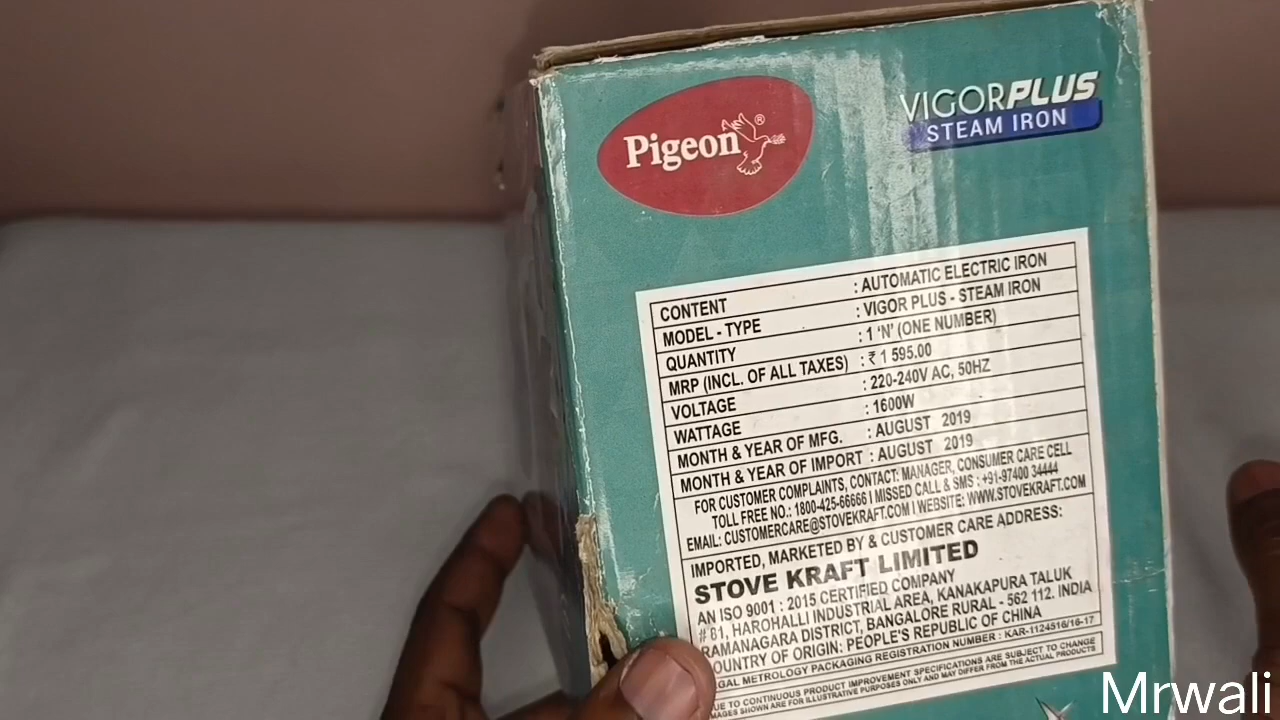 Pigeon®
VIGORPLUS
STEAM IRON
CONTENT : AUTOMATIC ELECTRIC IRON
MODEL - TYPE : VIGOR PLUS - STEAM IRON
QUANTITY : 1 'N' (ONE NUMBER)
MRP (INCL. OF ALL TAXES) : ₹ 1 595.00
VOLTAGE : 220-240V AC, 50HZ
WATTAGE : 1600W
MONTH & YEAR OF MFG. : AUGUST 2019
MONTH & YEAR OF IMPORT : AUGUST 2019
FOR CUSTOMER COMPLAINTS, CONTACT: MANAGER, CONSUMER CARE CELL
TOLL FREE NO.: 1800-425-66666 I MISSED CALL & SMS : +91-97400 34444
EMAIL: CUSTOMERCARE@STOVEKRAFT.COM I WEBSITE: WWW.STOVEKRAFT.COM
IMPORTED, MARKETED BY & CUSTOMER CARE ADDRESS:
STOVE KRAFT LIMITED
AN ISO 9001 : 2015 CERTIFIED COMPANY
# 81, HAROHALLI INDUSTRIAL AREA, KANAKAPURA TALUK
RAMANAGARA DISTRICT, BANGALORE RURAL - 562 112. INDIA
OUNTRY OF ORIGIN: PEOPLE'S REPUBLIC OF CHINA
GAL METROLOGY PACKAGING REGISTRATION NUMBER : KAR-1124516/16-17
UE TO CONTINUOUS PRODUCT IMPROVEMENT SPECIFICATIONS ARE SUBJECT TO CHANGE
MAGES SHOWN ARE FOR ILLUSTRATIVE PURPOSES ONLY AND MAY DIFFER FROM THE ACTUAL PRODUCTS
Mrwali